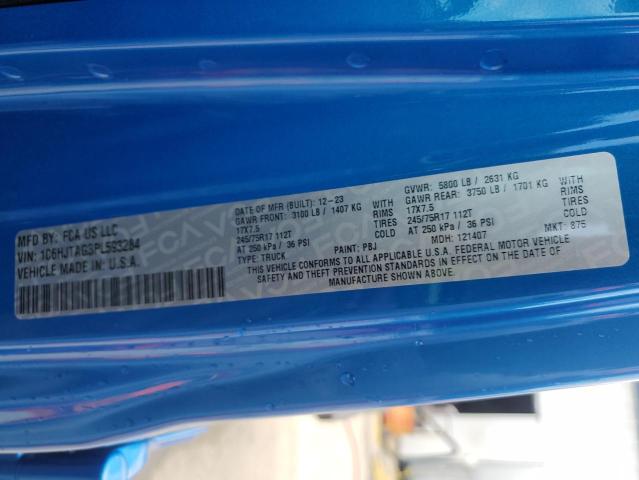 MFD BY: FCA US LLC
VIN: 1C6HJTAG3PL593284
VEHICLE MADE IN U.S.A.
DATE OF MFR (BUILT): 12-23
GAWR FRONT: 3100 LB / 1407 KG WITH
17X7.5 RIMS
245/75R17 112T TIRES
AT 250 kPa / 36 PSI COLD
TYPE: TRUCK
GVWR: 5800 LB / 2631 KG
GAWR REAR: 3750 LB / 1701 KG WITH
17X7.5 RIMS
245/75R17 112T TIRES
AT 250 kPa / 36 PSI COLD
PAINT: PBJ MDH: 121407 MKT: 875
THIS VEHICLE CONFORMS TO ALL APPLICABLE U.S.A. FEDERAL MOTOR VEHICLE
SAFETY AND THEFT PREVENTION STANDARDS IN EFFECT ON THE DATE OF
MANUFACTURE SHOWN ABOVE.